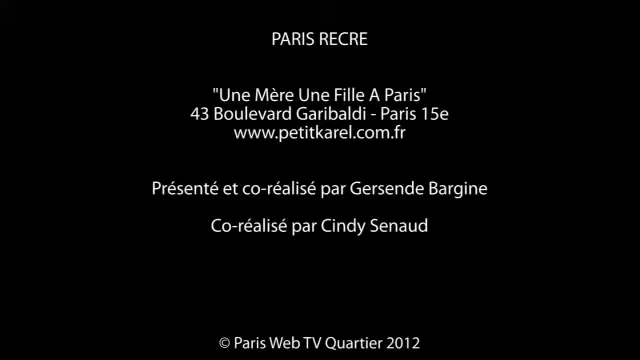 PARIS RECRE
"Une Mère Une Fille A Paris"
43 Boulevard Garibaldi - Paris 15e
www.petitkarel.com.fr
Présenté et co-réalisé par Gersende Bargine
Co-réalisé par Cindy Senaud
© Paris Web TV Quartier 2012